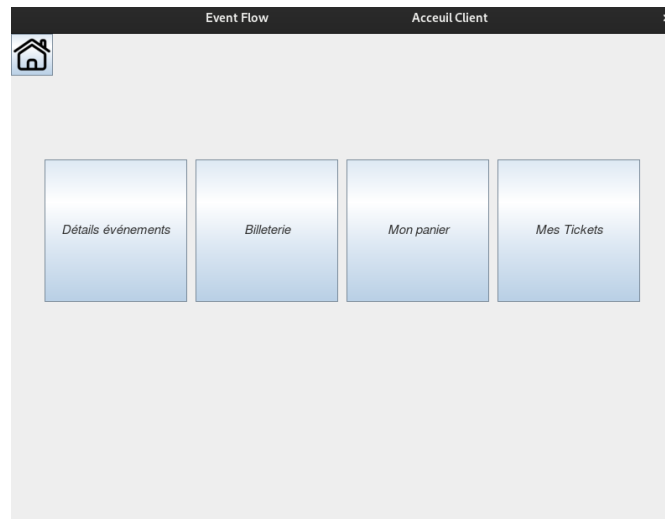 Event Flow Acceuil Client
Détails événements Billeterie Mon panier Mes Tickets